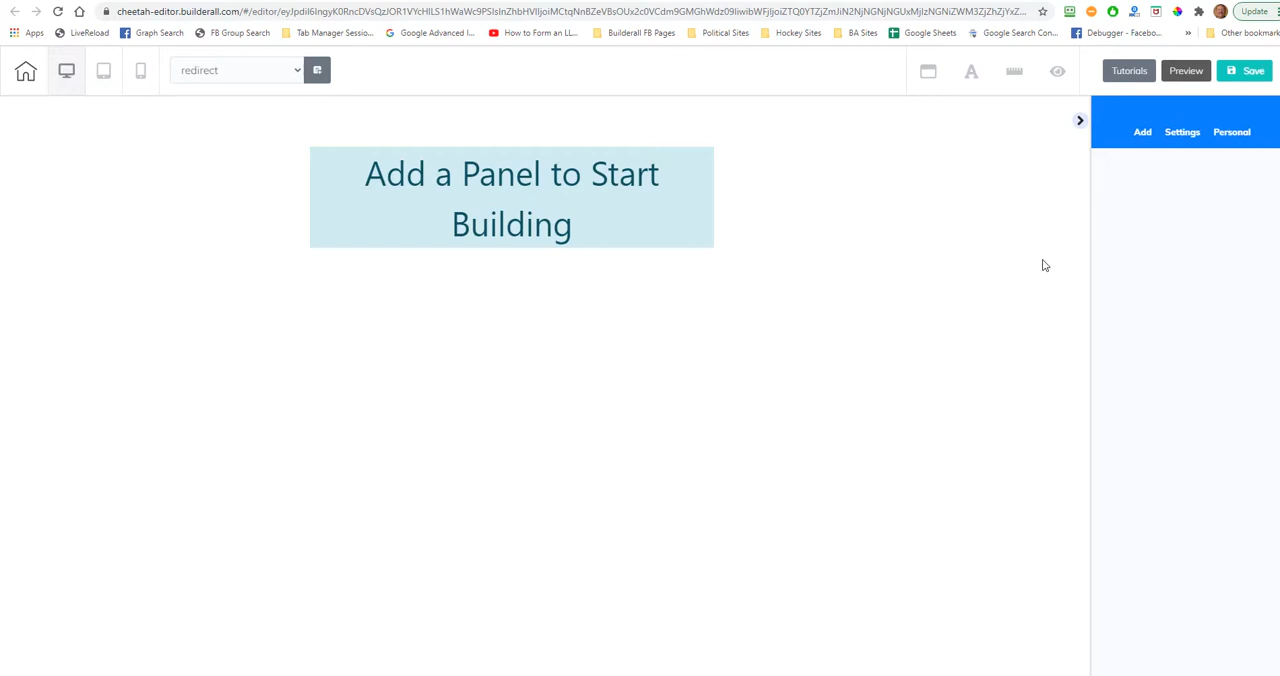 cheetah-editor.builderall.com/#/editor/
Update
Apps LiveReload Graph Search FB Group Search Tab Manager Sessio... Google Advanced I... How to Form an LL... Builderall FB Pages Political Sites Hockey Sites BA Sites Google Sheets Google Search Con... Debugger - Facebo... » Other bookmark
redirect Tutorials Preview Save
Add Settings Personal
Add a Panel to Start
Building